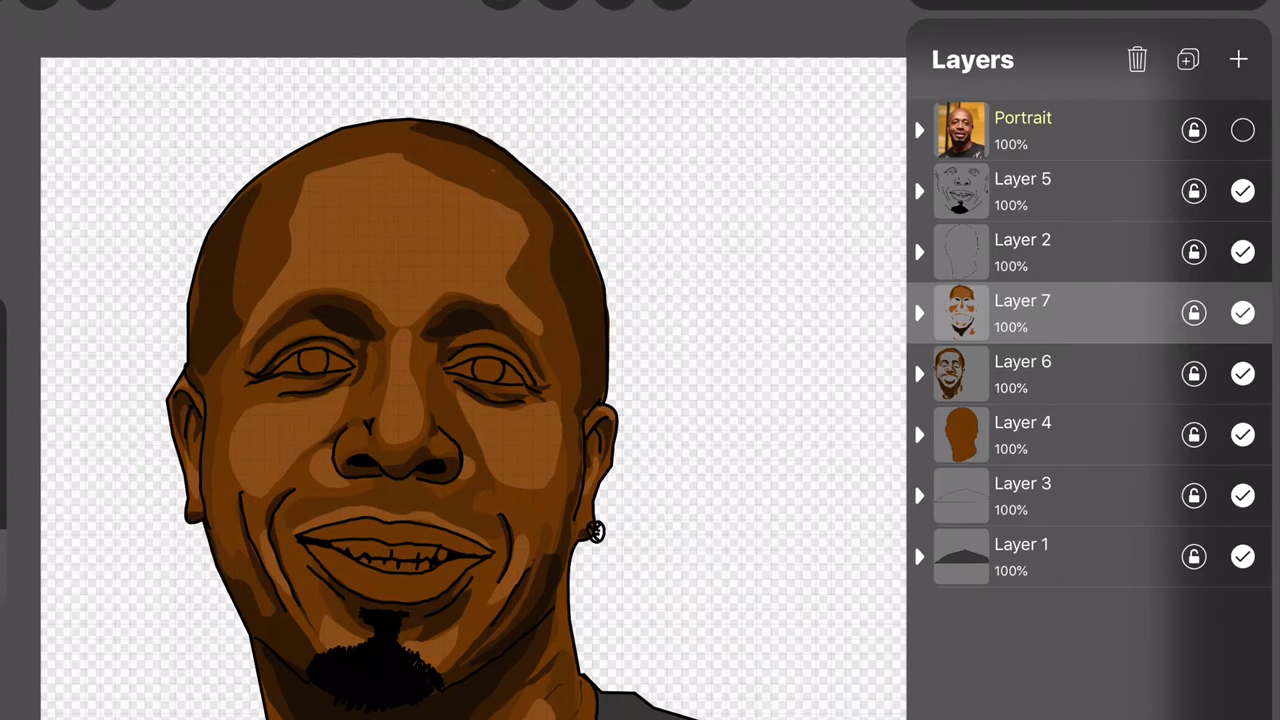 Layers
Portrait
100%
Layer 5
100%
Layer 2
100%
Layer 7
100%
Layer 6
100%
Layer 4
100%
Layer 3
100%
Layer 1
100%